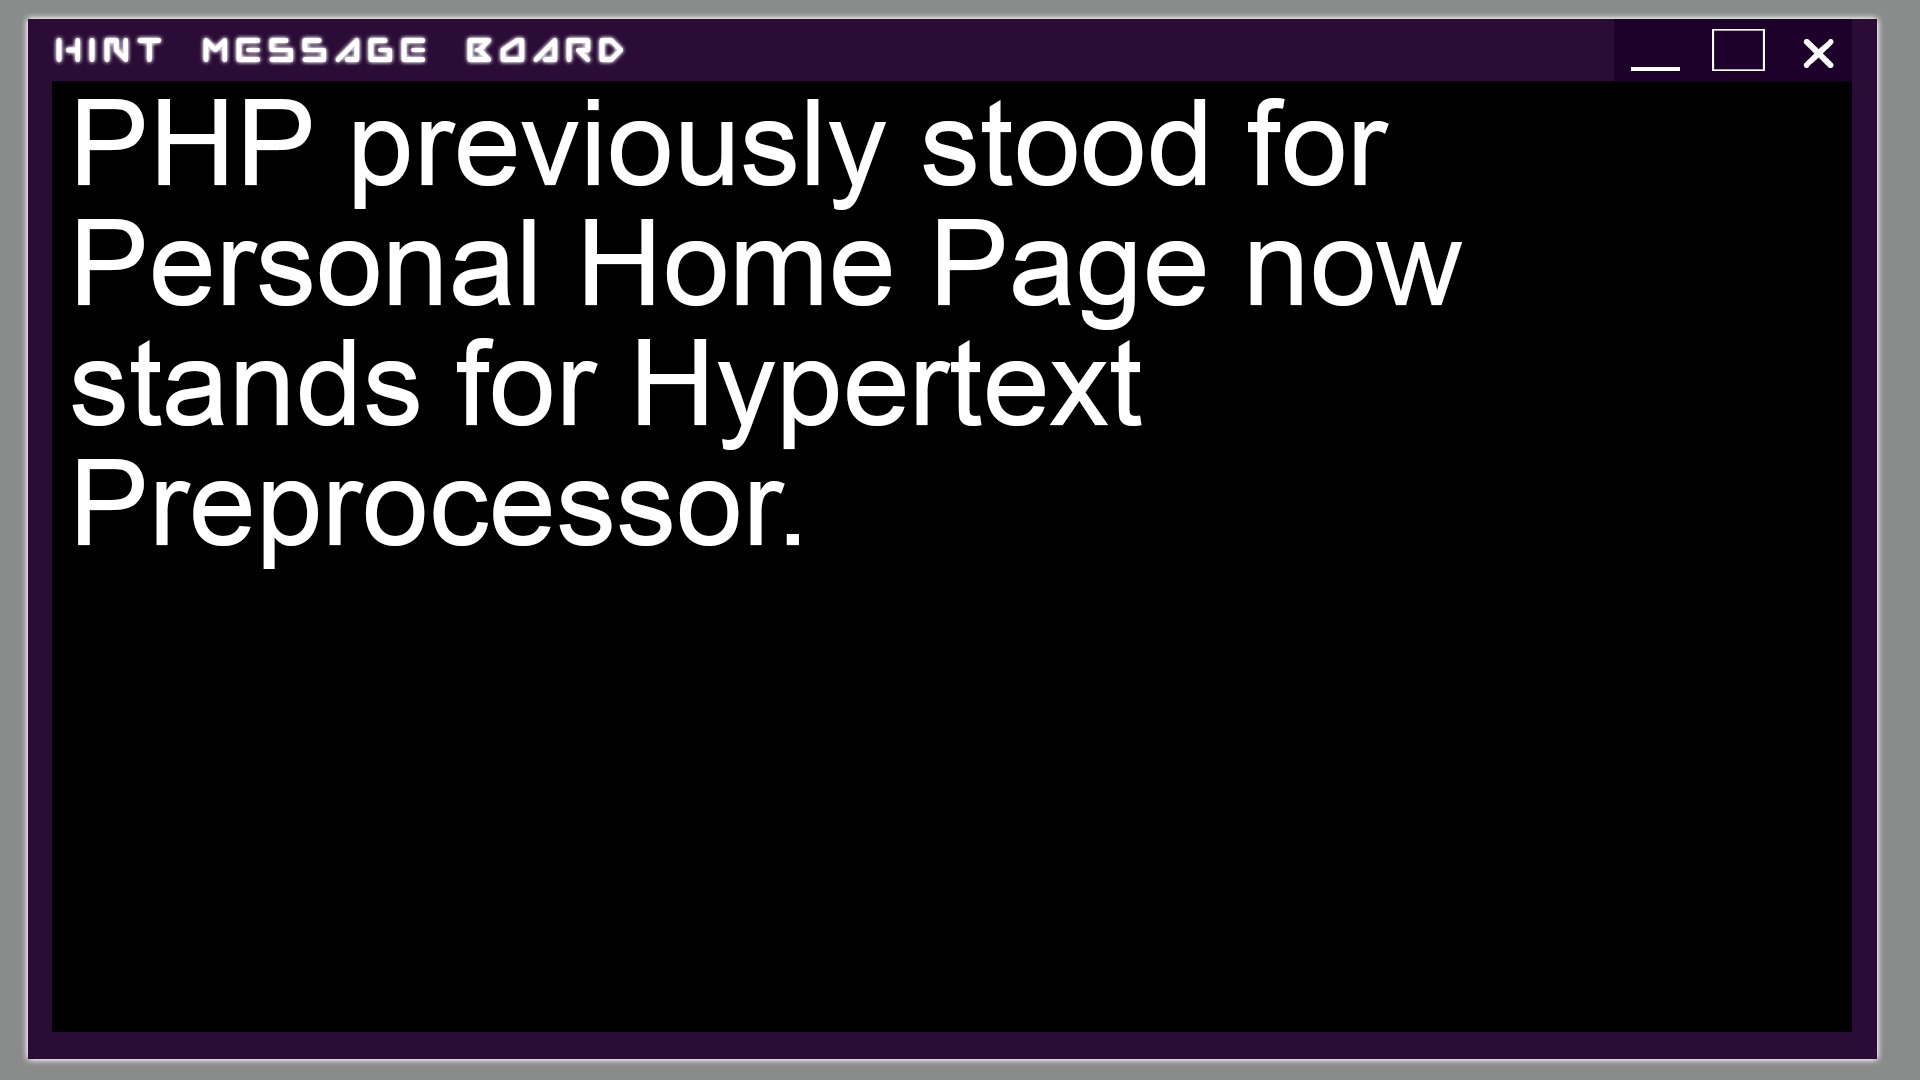 HINT MESSAGE BOARD
PHP previously stood for
Personal Home Page now
stands for Hypertext
Preprocessor.